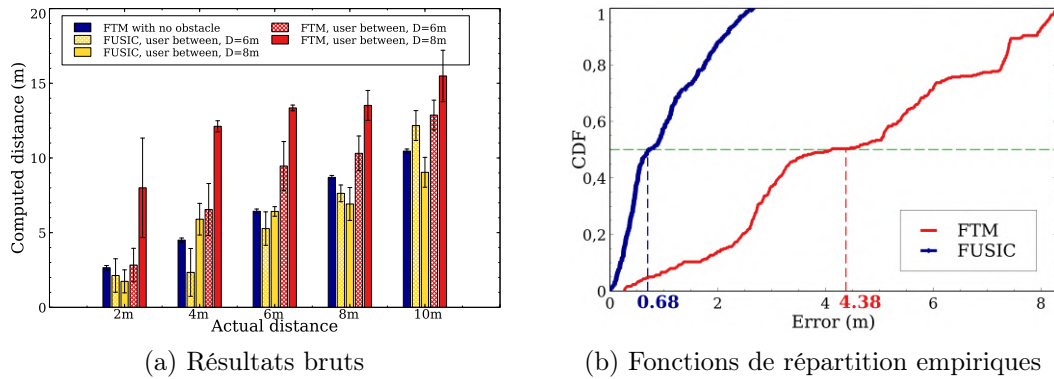 FTM with no obstacle
FUSIC, user between, D=6m
FUSIC, user between, D=8m
FTM, user between, D=6m
FTM, user between, D=8m
Computed distance (m)
20
15
10
5
0
2m
4m
6m
8m
10m
Actual distance
(a) Résultats bruts
CDF
1
0,8
0,6
0,4
0,2
0
FTM
FUSIC
0 0.68 2 4 4.38 6 8
Error (m)
(b) Fonctions de répartition empiriques